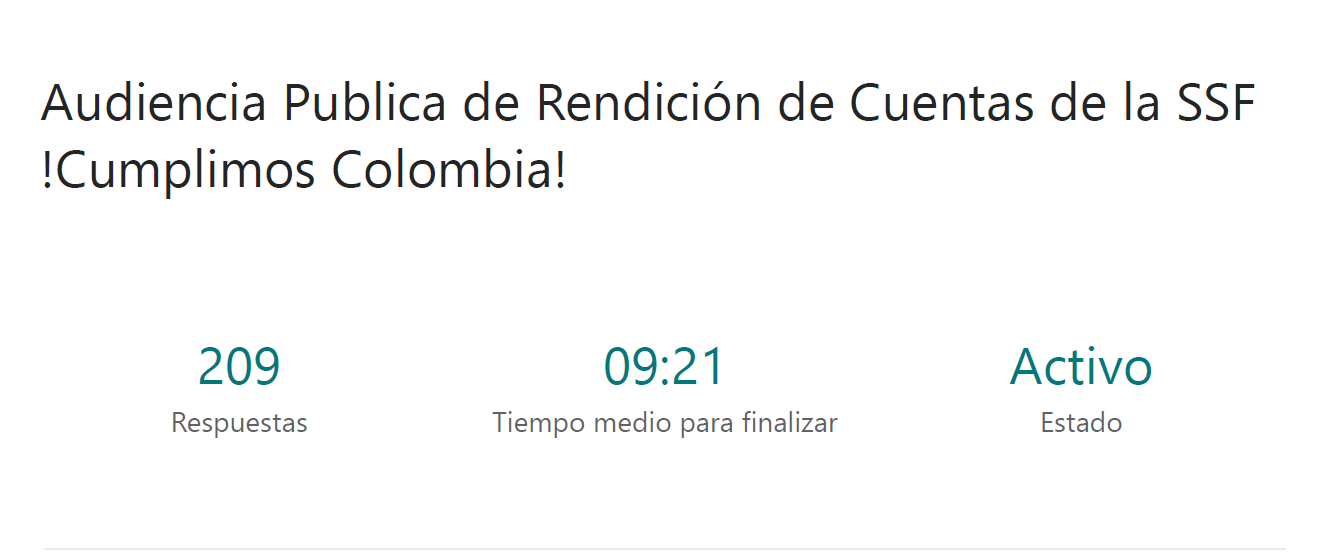 Audiencia Publica de Rendición de Cuentas de la SSF
!Cumplimos Colombia!
209
Respuestas
09:21
Tiempo medio para finalizar
Activo
Estado